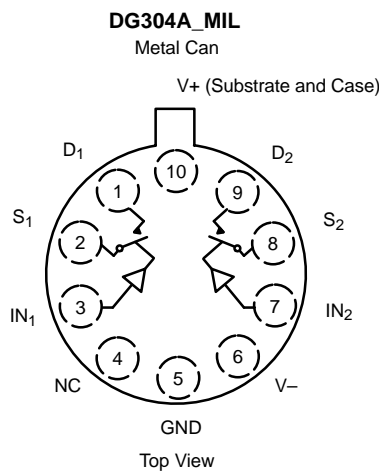 DG304A_MIL
Metal Can
V+ (Substrate and Case)
D1 D2
10
1 9
S1 S2
2 8
IN1 3 7 IN2
4 6
5
NC V–
GND
Top View